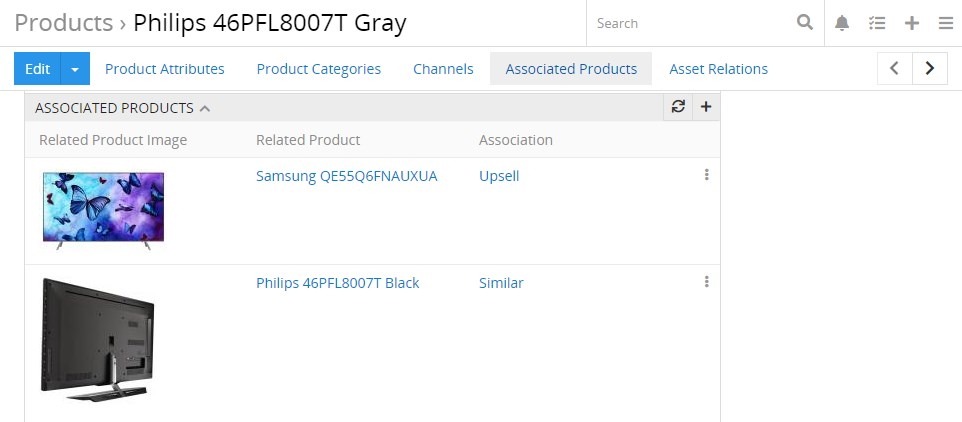 Products › Philips 46PFL8007T Gray
Search
Edit
Product Attributes
Product Categories
Channels
Associated Products
Asset Relations
ASSOCIATED PRODUCTS
Related Product Image
Related Product
Association
Samsung QE55Q6FNAUXUA
Upsell
Philips 46PFL8007T Black
Similar